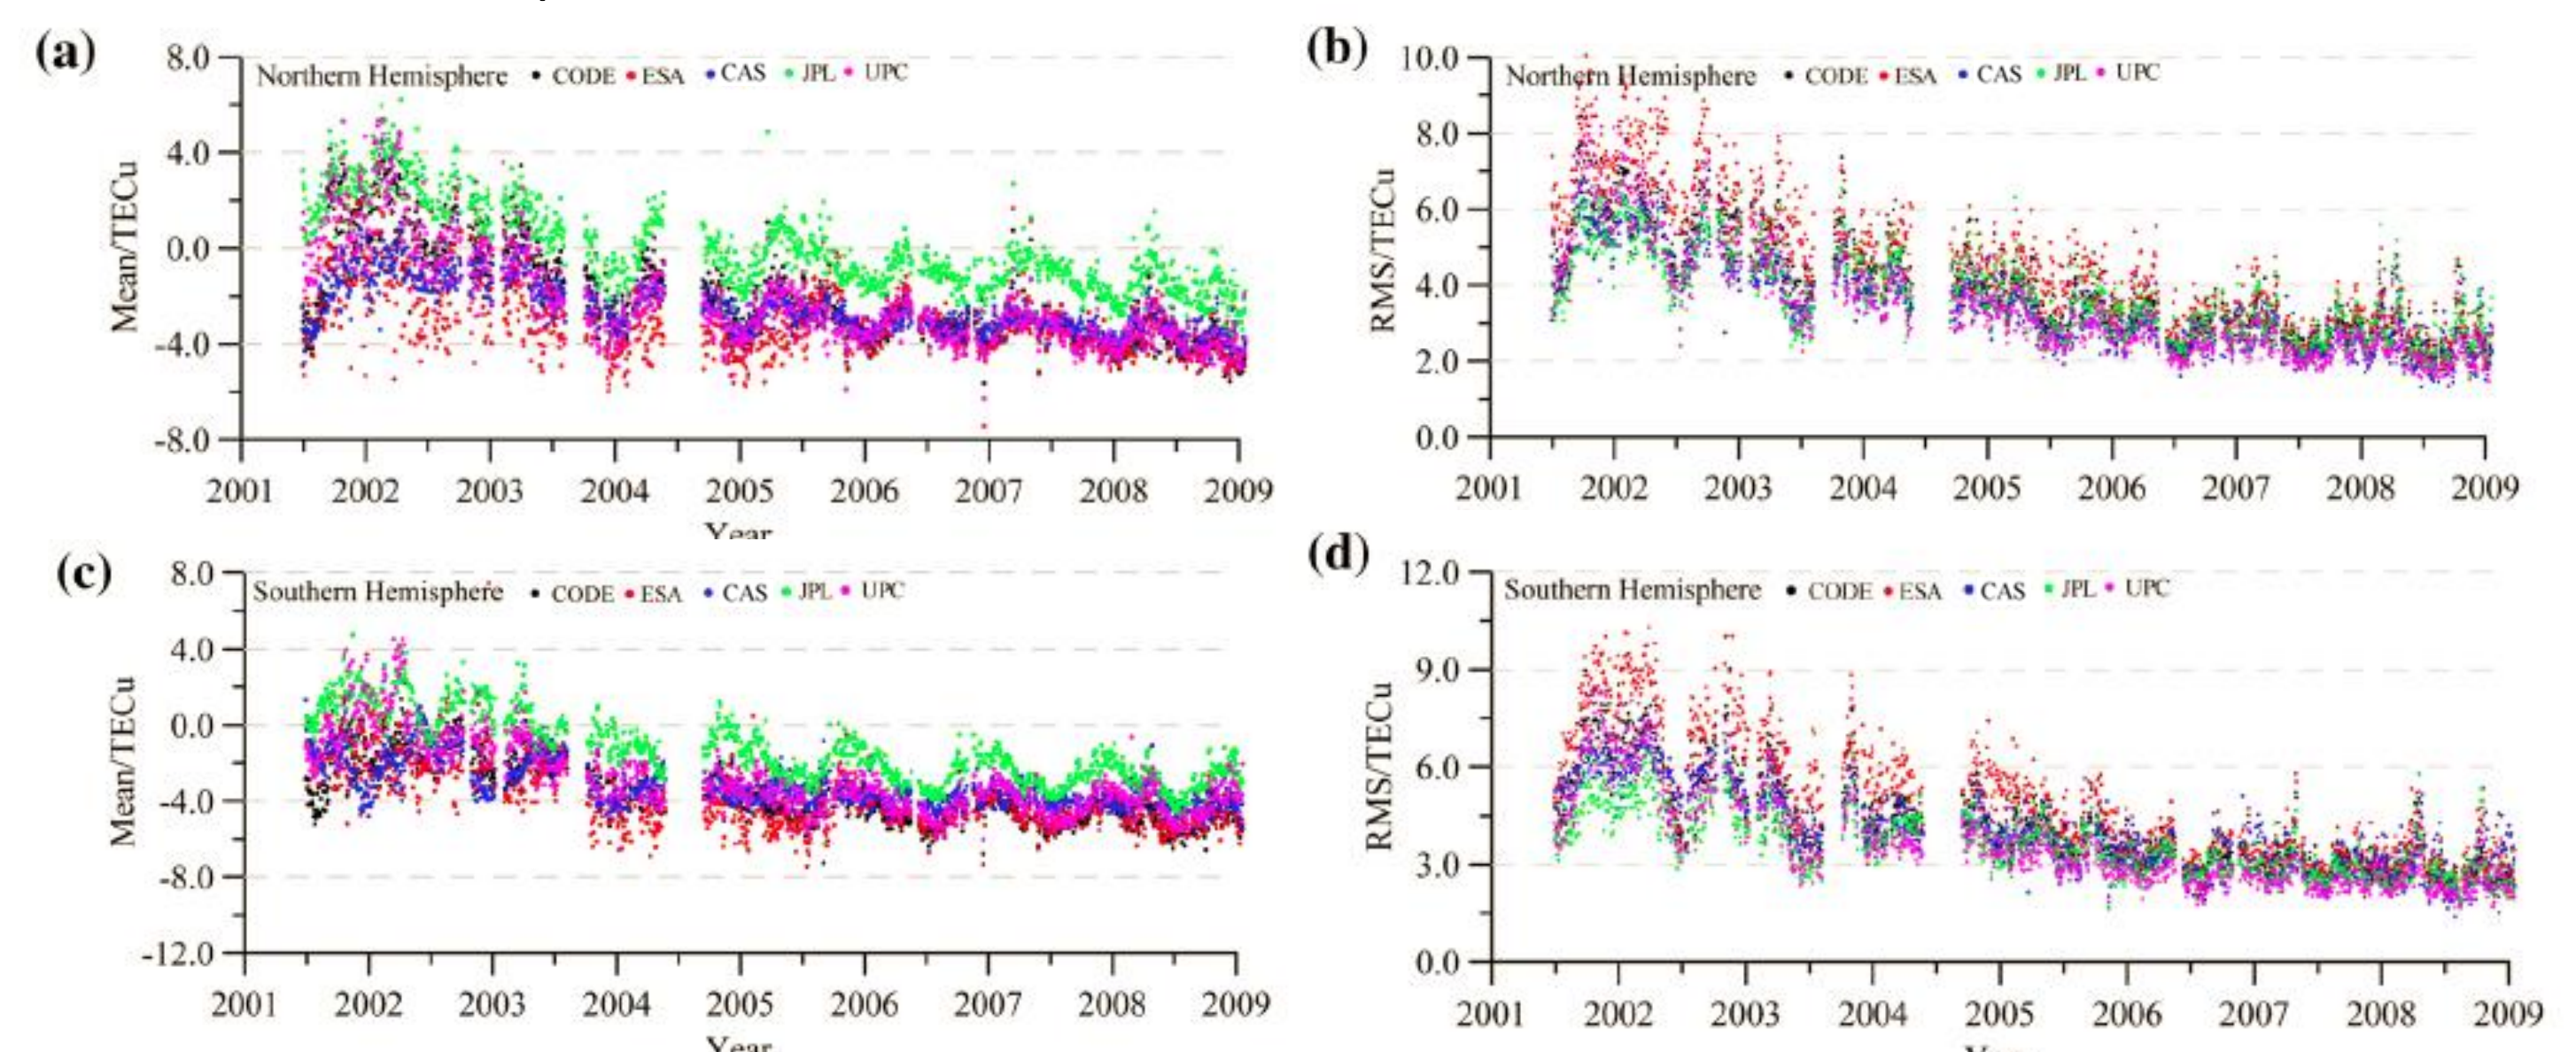 (a)
8.0
4.0
0.0
-4.0
-8.0
Mean/TECu
Northern Hemisphere CODE ESA CAS JPL UPC
2001 2002 2003 2004 2005 2006 2007 2008 2009
Year
(b)
10.0
8.0
6.0
4.0
2.0
0.0
RMS/TECu
Northern Hemisphere CODE ESA CAS JPL UPC
2001 2002 2003 2004 2005 2006 2007 2008 2009
(c)
8.0
4.0
0.0
-4.0
-8.0
-12.0
Mean/TECu
Southern Hemisphere CODE ESA CAS JPL UPC
2001 2002 2003 2004 2005 2006 2007 2008 2009
Year
(d)
12.0
9.0
6.0
3.0
0.0
RMS/TECu
Southern Hemisphere CODE ESA CAS JPL UPC
2001 2002 2003 2004 2005 2006 2007 2008 2009